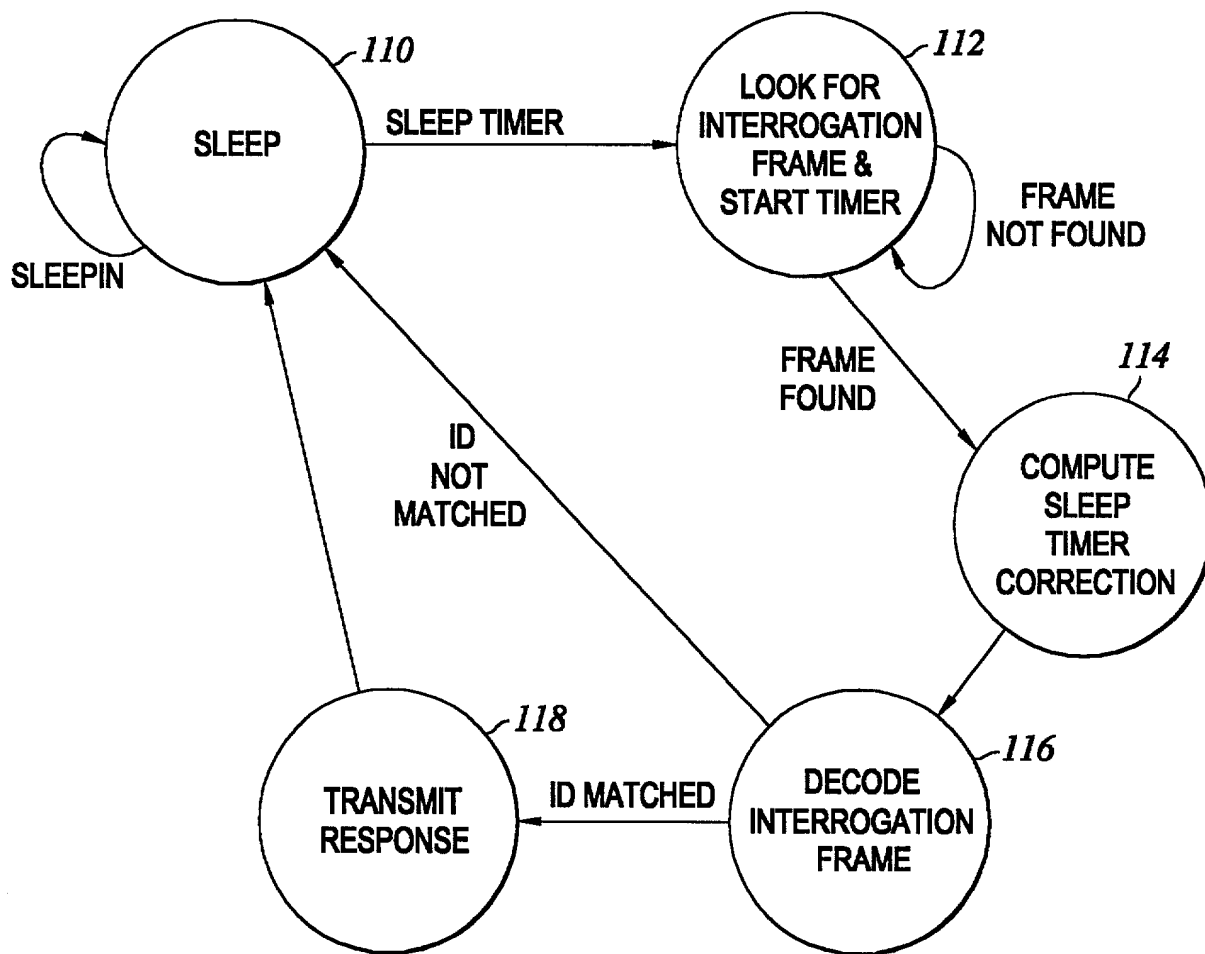 110
SLEEP
SLEEPIN
SLEEP TIMER
112
LOOK FOR
INTERROGATION
FRAME &
START TIMER
FRAME
NOT FOUND
FRAME
FOUND
114
COMPUTE
SLEEP
TIMER
CORRECTION
ID
NOT
MATCHED
116
DECODE
INTERROGATION
FRAME
ID MATCHED
118
TRANSMIT
RESPONSE